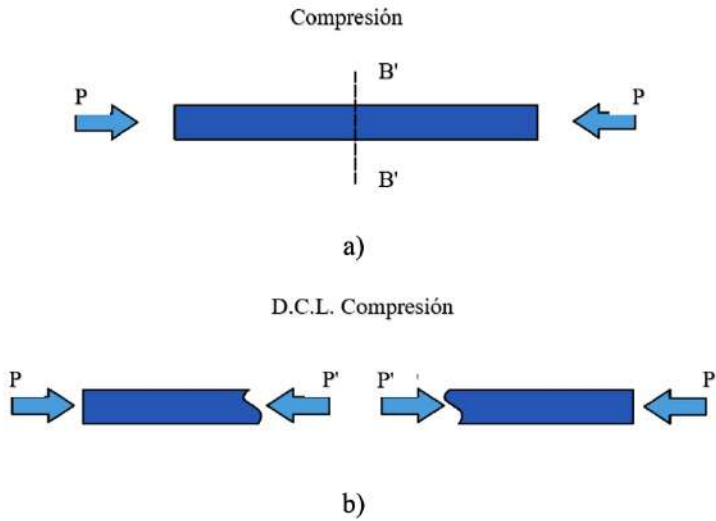 Compresión
B'
P
P
B'
a)
D.C.L. Compresión
P
P'
P'
P
b)